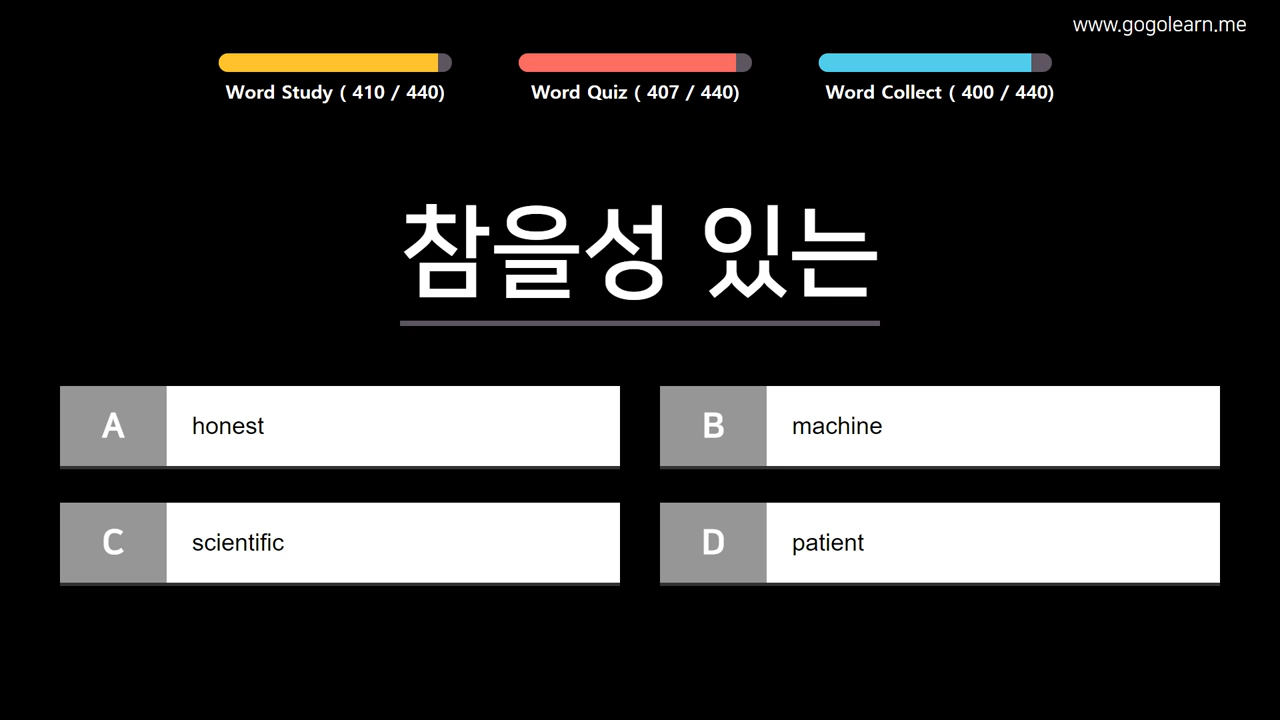 www.gogolearn.me
Word Study ( 410 / 440)
Word Quiz ( 407 / 440)
Word Collect ( 400 / 440)
참을성 있는
A honest
B machine
C scientific
D patient